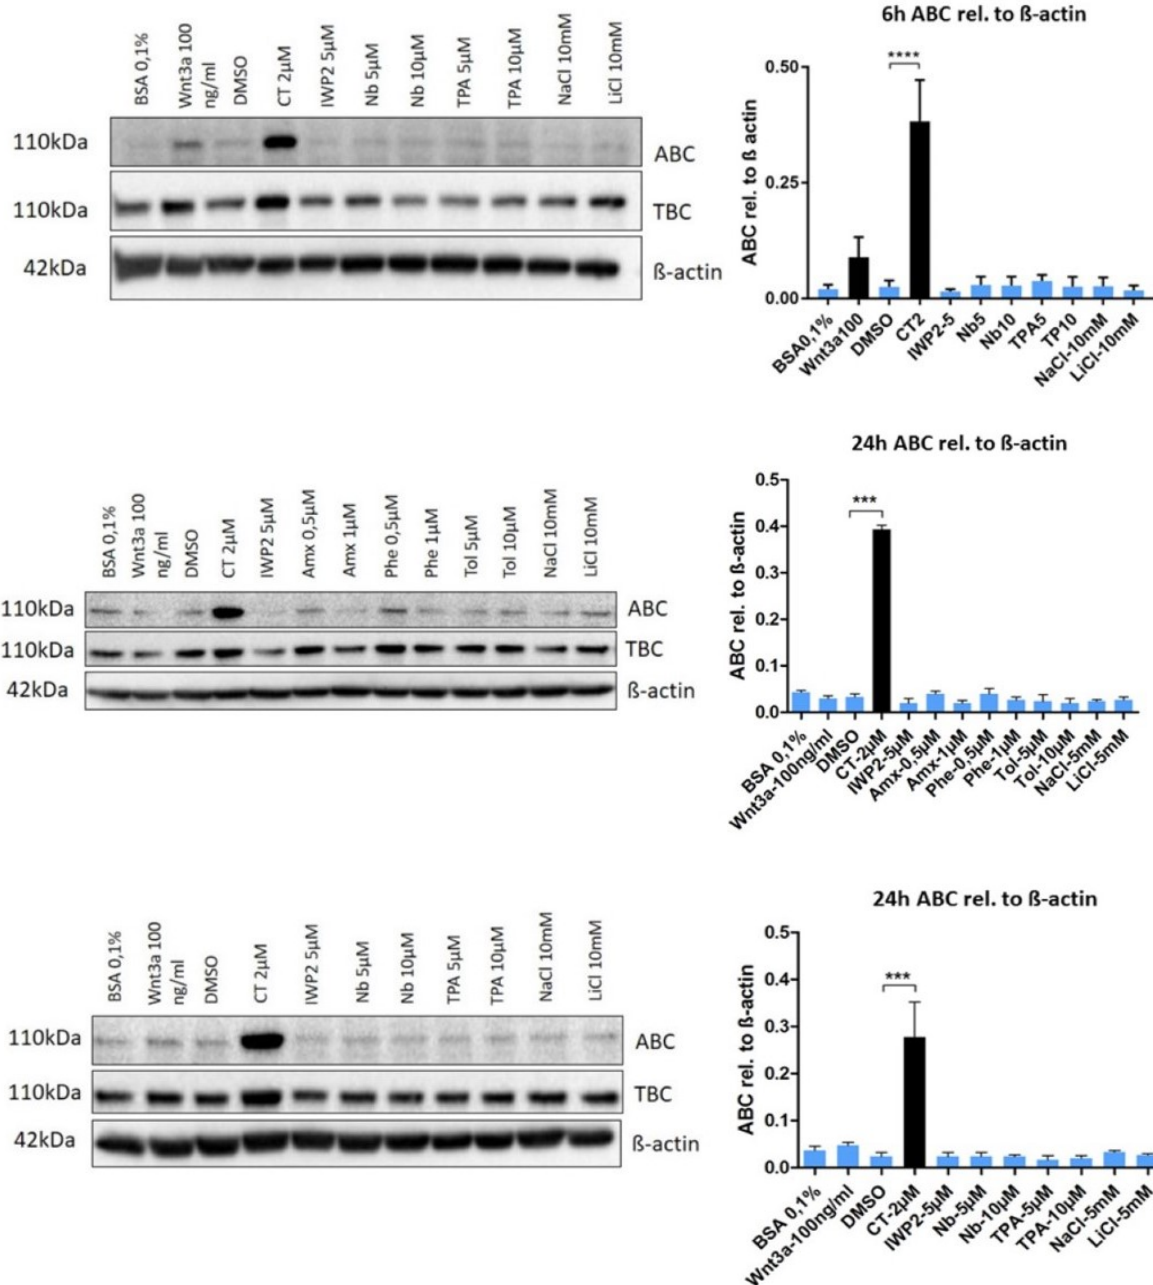 BSA 0,1%
Wnt3a 100
ng/ml
DMSO
CT 2µM
IWP2 5µM
Nb 5µM
Nb 10µM
TPA 5µM
TPA 10µM
NaCl 10mM
LiCl 10mM
110kDa
ABC
110kDa
TBC
42kDa
ß-actin
6h ABC rel. to ß-actin
ABC rel. to ß actin
0.50
0.25
0.00
****
BSA0,1%
Wnt3a100
DMSO
CT2
IWP2-5
Nb5
Nb10
TPA5
TP10
NaCl-10mM
LiCl-10mM
BSA 0,1%
Wnt3a 100
ng/ml
DMSO
CT 2µM
IWP2 5µM
Amx 0,5µM
Amx 1µM
Phe 0,5µM
Phe 1µM
Tol 5µM
Tol 10µM
NaCl 10mM
LiCl 10mM
110kDa
ABC
110kDa
TBC
42kDa
ß-actin
24h ABC rel. to ß-actin
ABC rel. to ß-actin
0.5
0.4
0.3
0.2
0.1
0.0
***
BSA 0,1%
Wnt3a-100ng/ml
DMSO
CT-2µM
IWP2-5µM
Amx-0,5µM
Amx-1µM
Phe-0,5µM
Phe-1µM
Tol-5µM
Tol-10µM
NaCl-5mM
LiCl-5mM
BSA 0,1%
Wnt3a 100
ng/ml
DMSO
CT 2µM
IWP2 5µM
Nb 5µM
Nb 10µM
TPA 5µM
TPA 10µM
NaCl 10mM
LiCl 10mM
110kDa
ABC
110kDa
TBC
42kDa
ß-actin
24h ABC rel. to ß-actin
ABC rel. to ß-actin
0.5
0.4
0.3
0.2
0.1
0.0
***
BSA 0,1%
Wnt3a-100ng/ml
DMSO
CT-2µM
IWP2-5µM
Nb-5µM
Nb-10µM
TPA-5µM
TPA-10µM
NaCl-5mM
LiCl-5mM